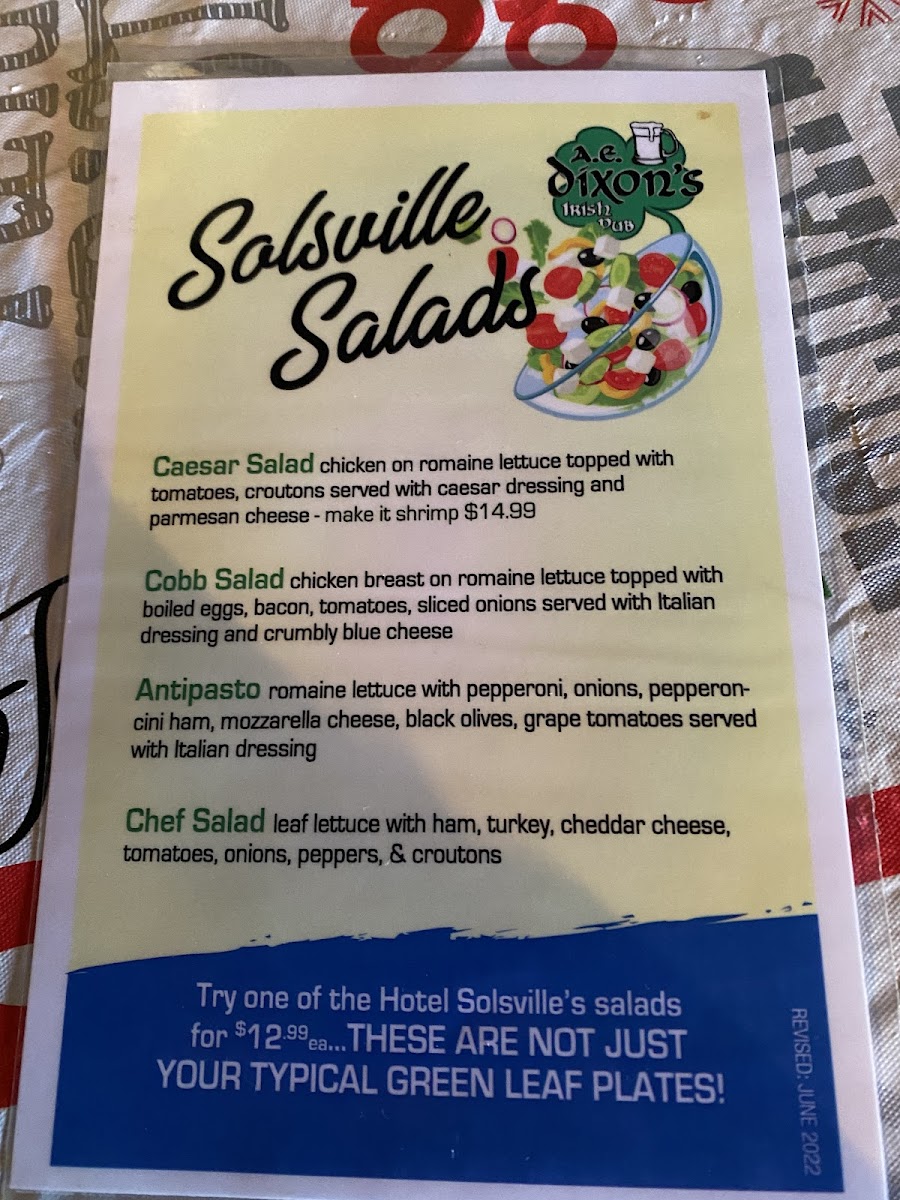 A.E.
Dixon's
Irish
Pub
Solsville
Salads
Caesar Salad chicken on romaine lettuce topped with
tomatoes, croutons served with caesar dressing and
parmesan cheese - make it shrimp $14.99
Cobb Salad chicken breast on romaine lettuce topped with
boiled eggs, bacon, tomatoes, sliced onions served with Italian
dressing and crumbly blue cheese
Antipasto romaine lettuce with pepperoni, onions, pepperon-
cini ham, mozzarella cheese, black olives, grape tomatoes served
with Italian dressing
Chef Salad leaf lettuce with ham, turkey, cheddar cheese,
tomatoes, onions, peppers, & croutons
Try one of the Hotel Solsville's salads
for $12.99 ea...THESE ARE NOT JUST
YOUR TYPICAL GREEN LEAF PLATES!
REVISED: JUNE 2022